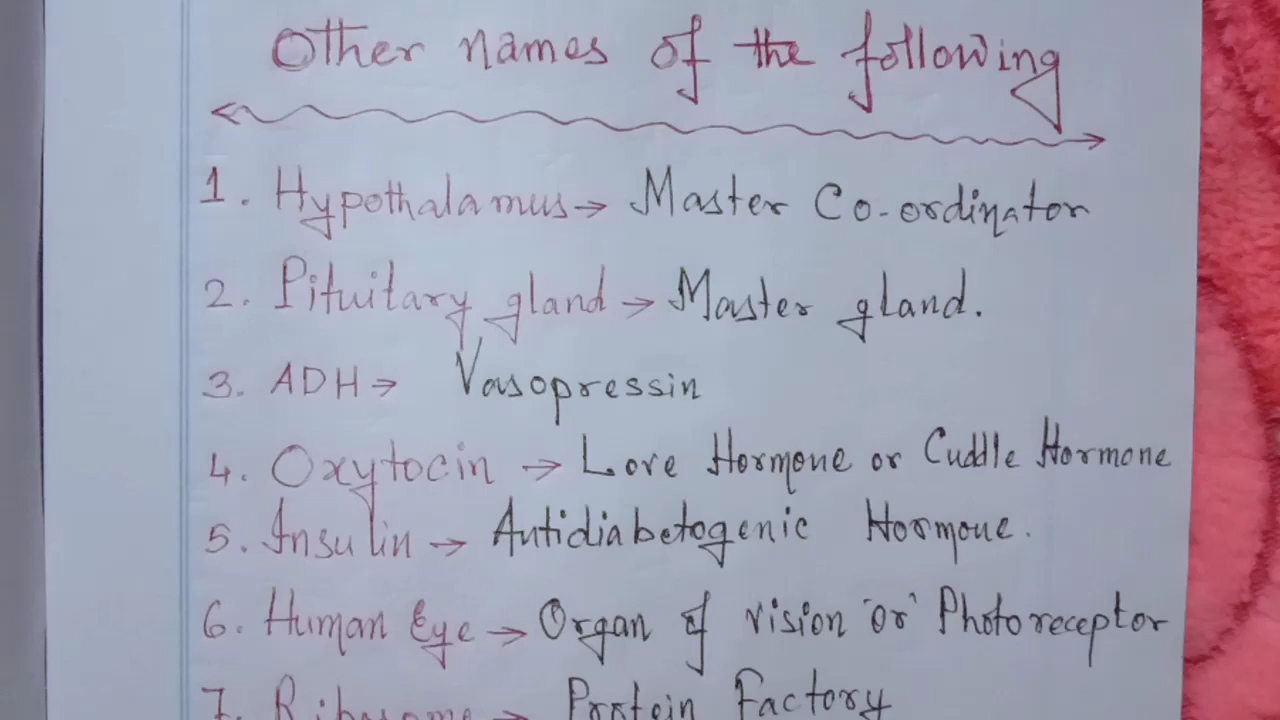 Other names of the following
1. Hypothalamus → Master Co-ordinator
2. Pituitary gland → Master gland.
3. ADH → Vasopressin
4. Oxytocin → Love Hormone or Cuddle Hormone
5. Insulin → Antidiabetogenic Hormone.
6. Human Eye → Organ of vision 'or' Photoreceptor
7. Ribosome → Protein Factory